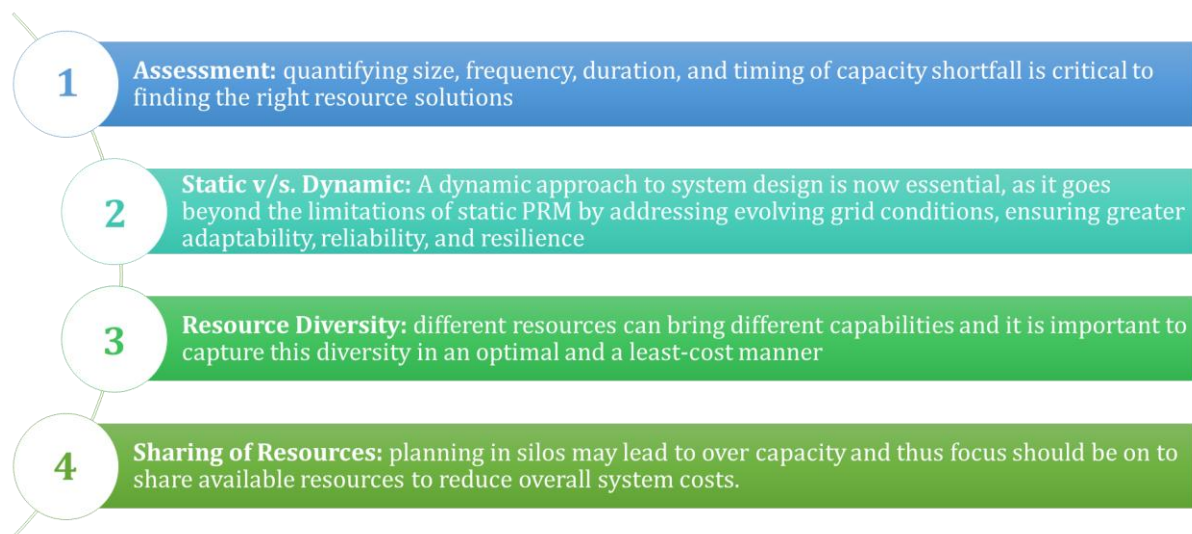 1
Assessment: quantifying size, frequency, duration, and timing of capacity shortfall is critical to
finding the right resource solutions
2
Static v/s. Dynamic: A dynamic approach to system design is now essential, as it goes
beyond the limitations of static PRM by addressing evolving grid conditions, ensuring greater
adaptability, reliability, and resilience
3
Resource Diversity: different resources can bring different capabilities and it is important to
capture this diversity in an optimal and a least-cost manner
4
Sharing of Resources: planning in silos may lead to over capacity and thus focus should be on to
share available resources to reduce overall system costs.